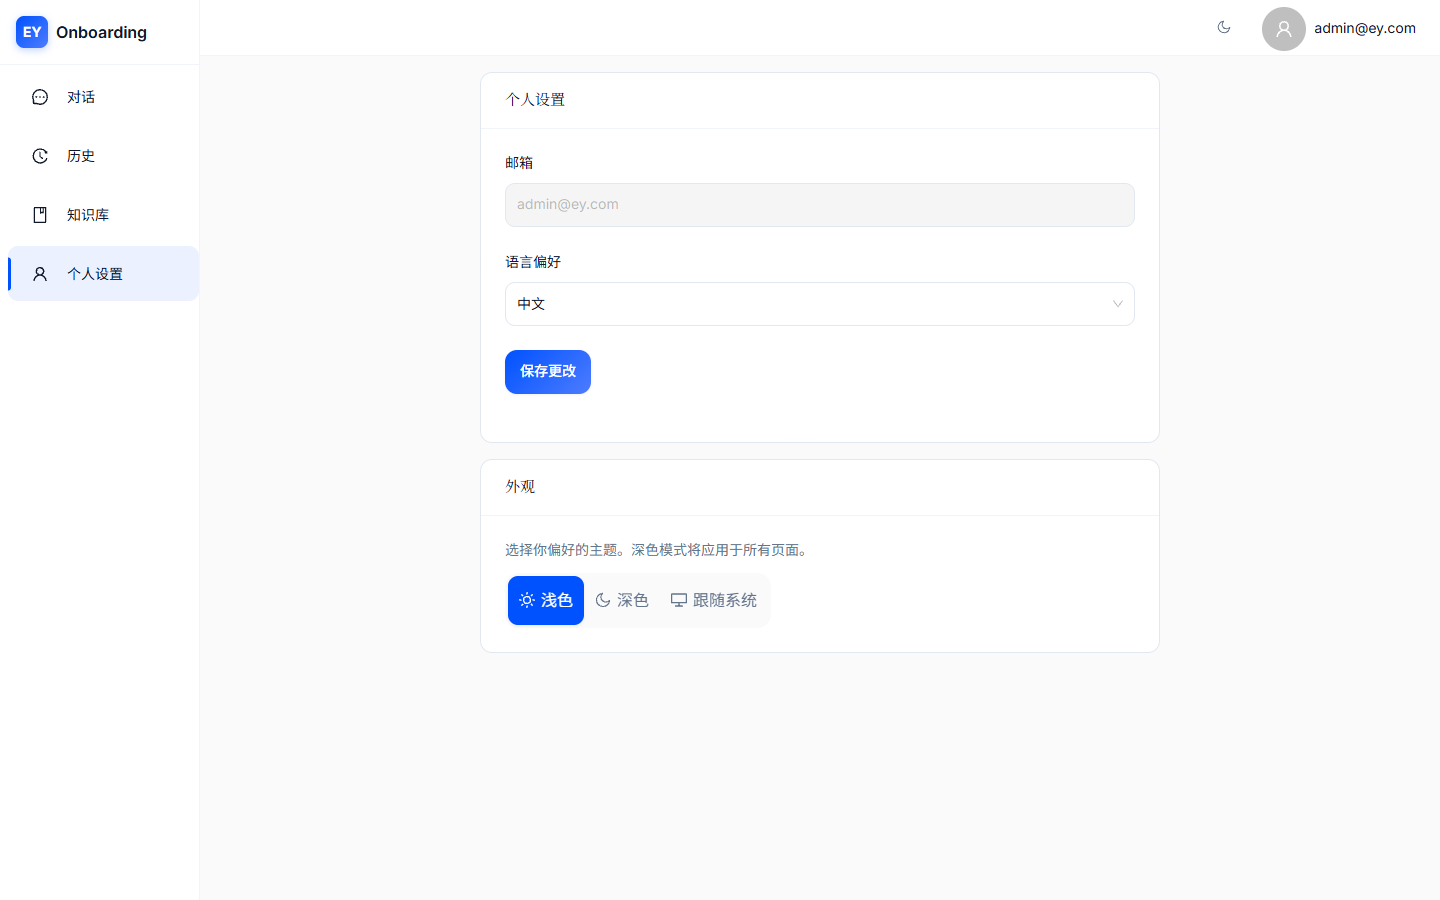 EY Onboarding
admin@ey.com
对话
历史
知识库
个人设置
个人设置
邮箱
admin@ey.com
语言偏好
中文
保存更改
外观
选择你偏好的主题。深色模式将应用于所有页面。
浅色 深色 跟随系统